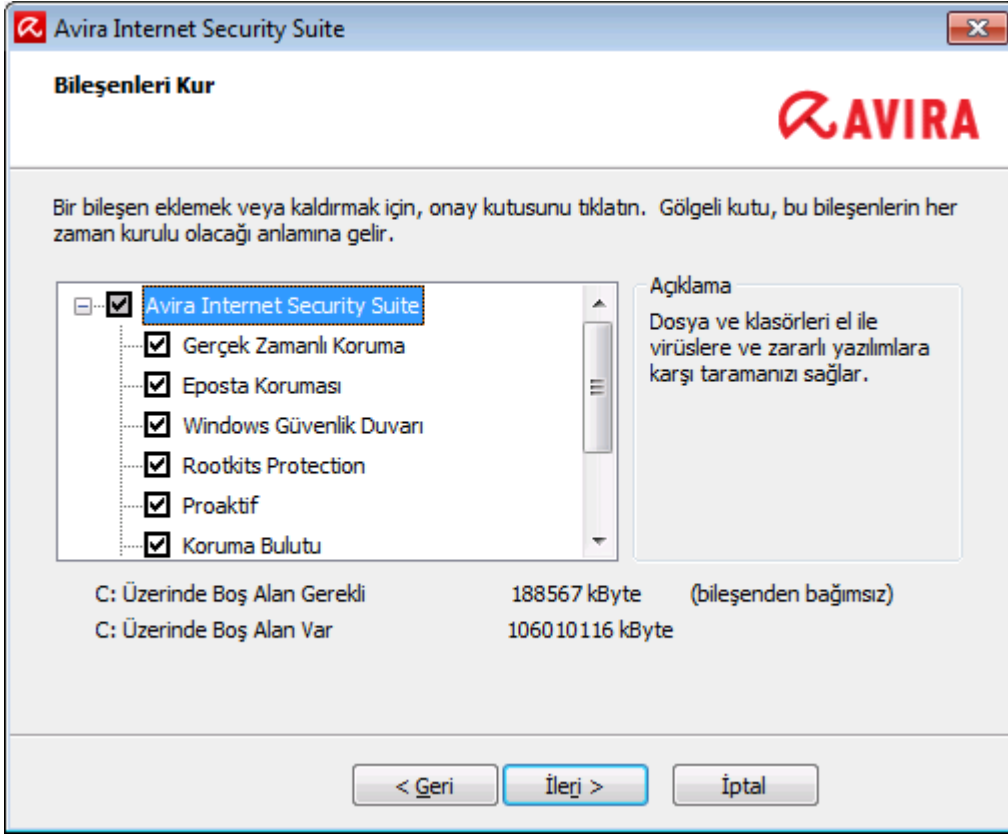 Avira Internet Security Suite
Bileşenleri Kur
AVIRA
Bir bileşen eklemek veya kaldırmak için, onay kutusunu tıklatın.  Gölgeli kutu, bu bileşenlerin her
zaman kurulu olacağı anlamına gelir.
Avira Internet Security Suite
Gerçek Zamanlı Koruma
Eposta Koruması
Windows Güvenlik Duvarı
Rootkits Protection
Proaktif
Koruma Bulutu
Açıklama
Dosya ve klasörleri el ile
virüslere ve zararlı yazılımlara
karşı taramanızı sağlar.
C: Üzerinde Boş Alan Gerekli 188567 kByte (bileşenden bağımsız)
C: Üzerinde Boş Alan Var 106010116 kByte
< Geri İleri > İptal